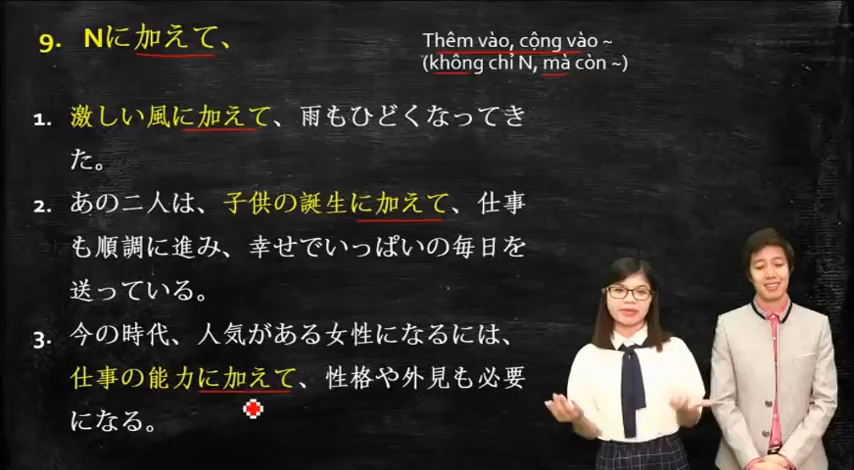 9. Nに加えて、
Thêm vào, cộng vào ~
(không chỉ N, mà còn ~)
1. 激しい風に加えて、雨もひどくなってき
た。
2. あの二人は、子供の誕生に加えて、仕事
も順調に進み、幸せでいっぱいの毎日を
送っている。
3. 今の時代、人気がある女性になるには、
仕事の能力に加えて、性格や外見も必要
になる。